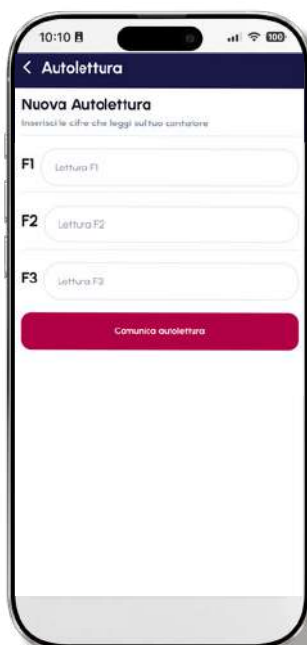 10:10 100
< Autolettura
Nuova Autolettura
Inserisci le cifre che leggi sul tuo contatore
F1 Lettura F1
F2 Lettura F2
F3 Lettura F3
Comunica autolettura